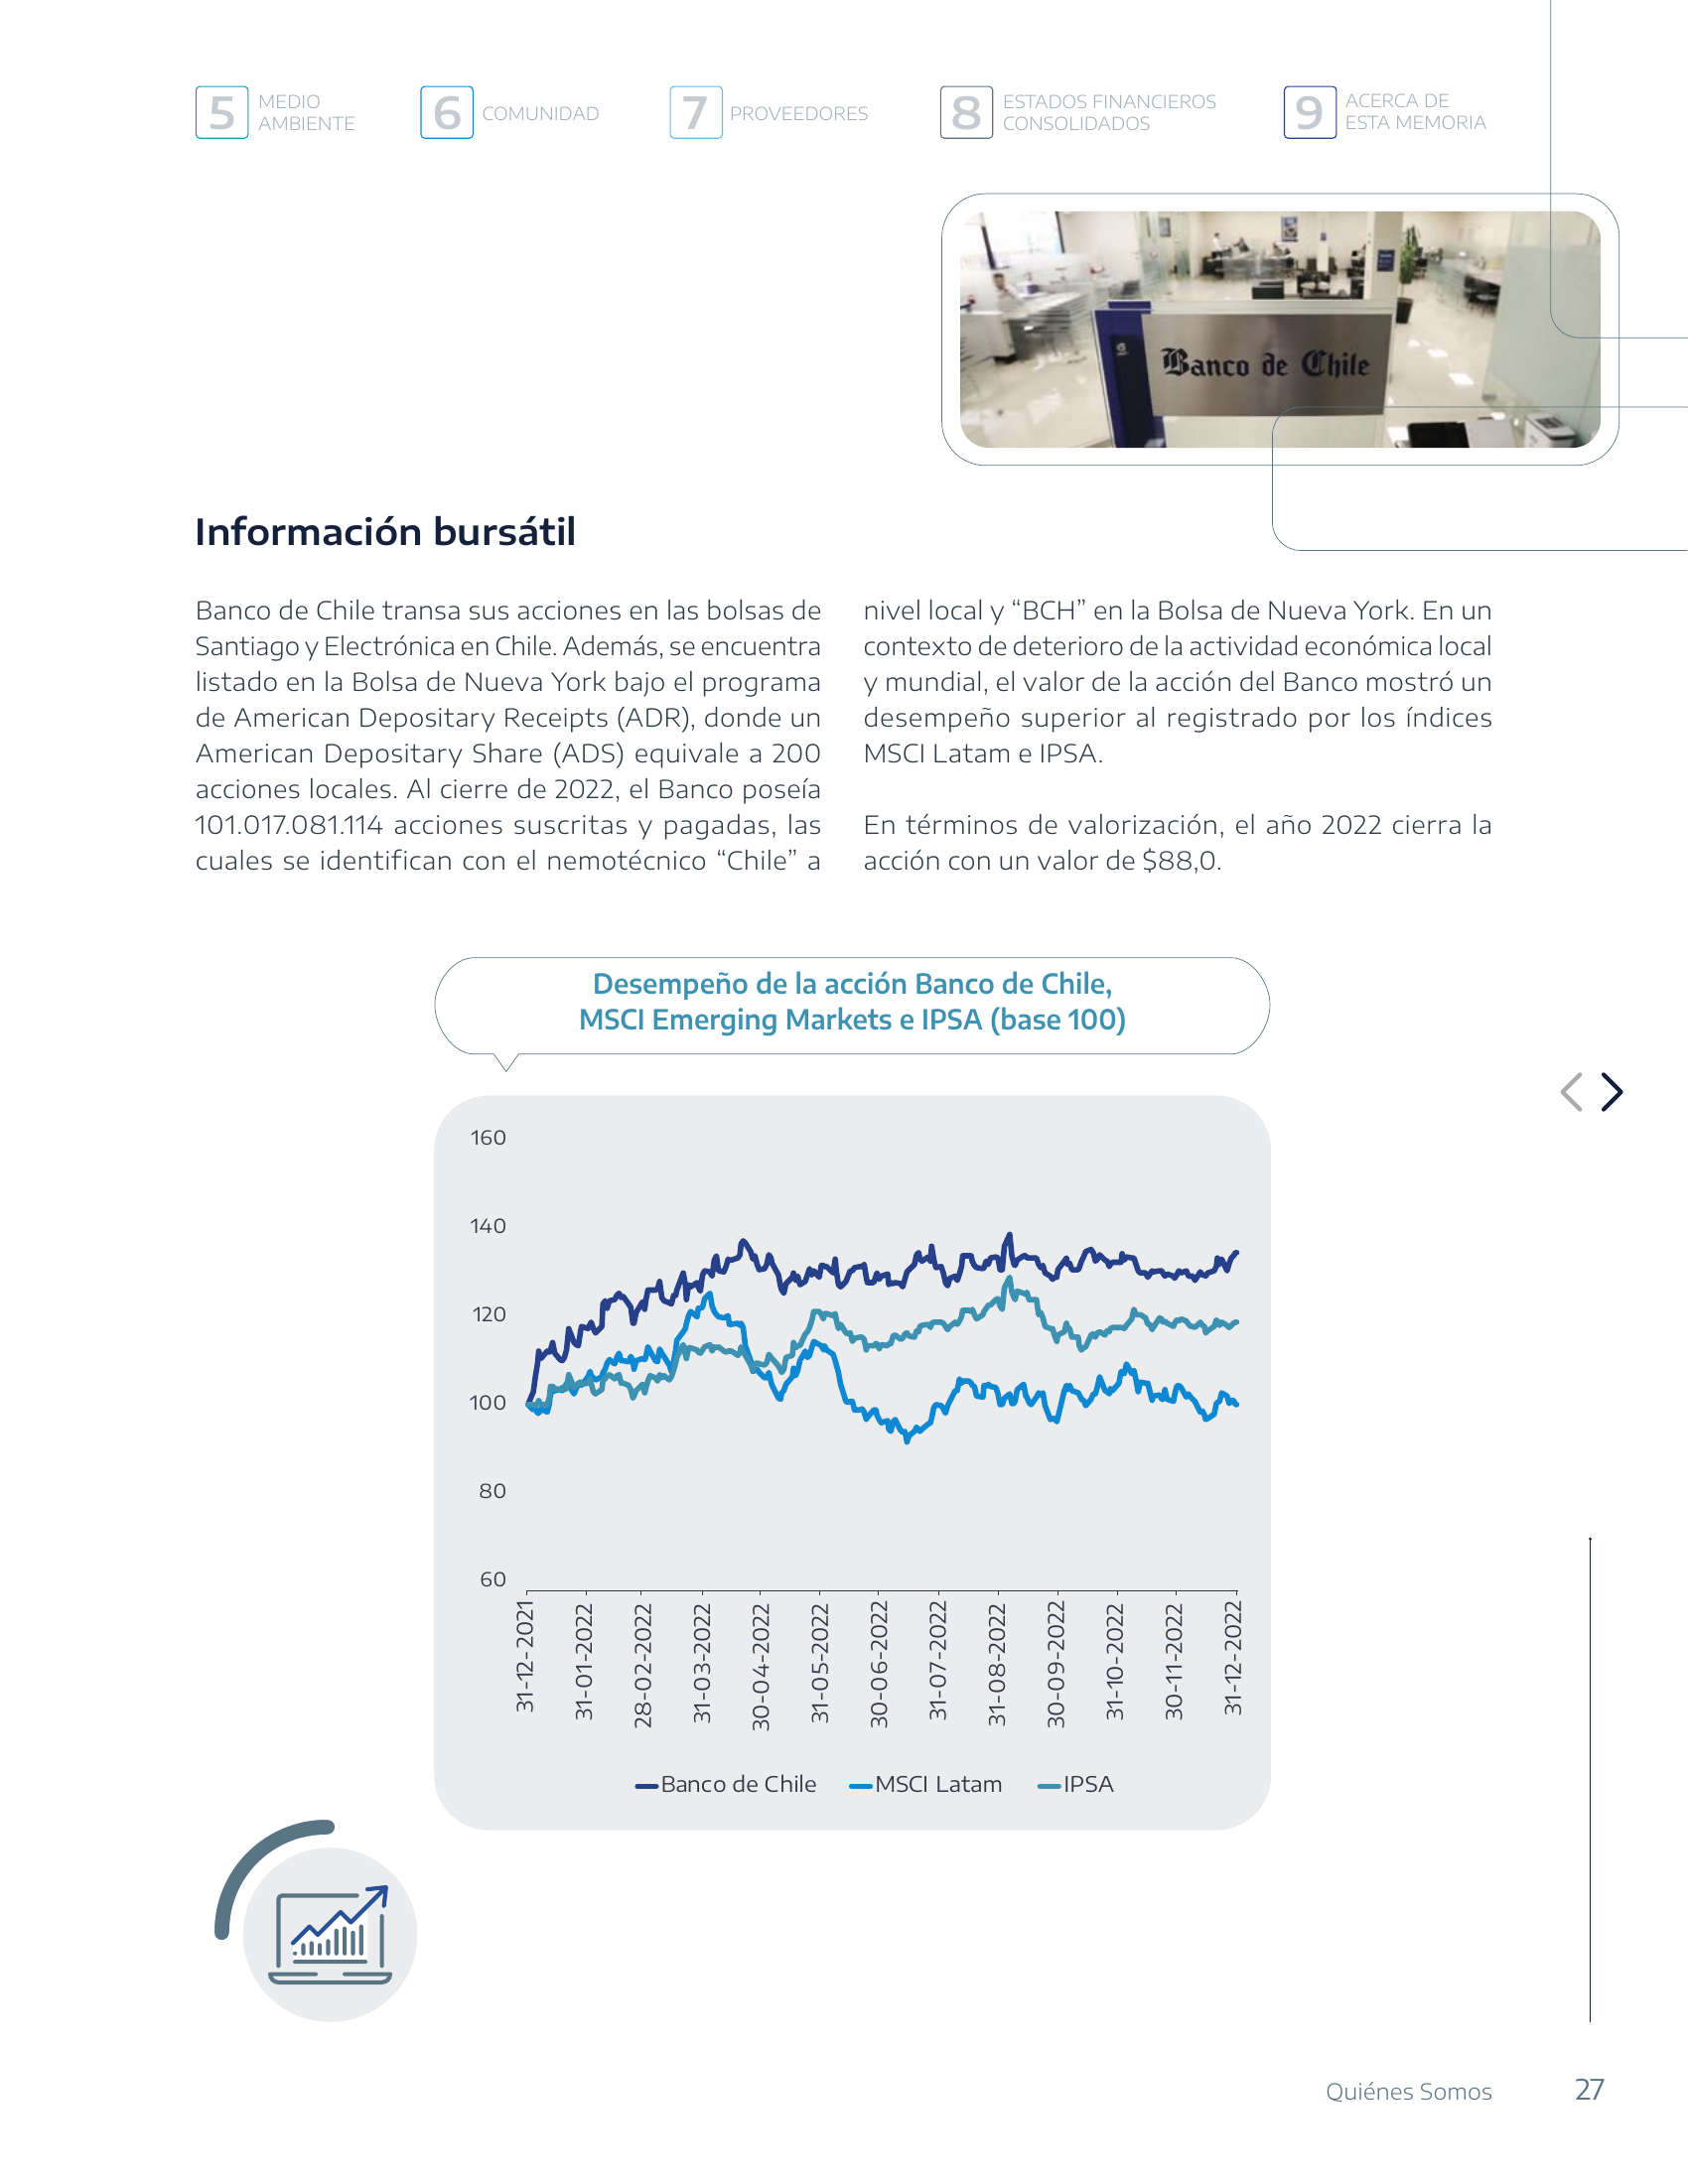 5 MEDIO AMBIENTE
6 COMUNIDAD
7 PROVEEDORES
8 ESTADOS FINANCIEROS CONSOLIDADOS
9 ACERCA DE ESTA MEMORIA
Banco de Chile
Información bursátil
Banco de Chile transa sus acciones en las bolsas de
Santiago y Electrónica en Chile. Además, se encuentra
listado en la Bolsa de Nueva York bajo el programa
de American Depositary Receipts (ADR), donde un
American Depositary Share (ADS) equivale a 200
acciones locales. Al cierre de 2022, el Banco poseía
101.017.081.114 acciones suscritas y pagadas, las
cuales se identifican con el nemotécnico “Chile” a
nivel local y “BCH” en la Bolsa de Nueva York. En un
contexto de deterioro de la actividad económica local
y mundial, el valor de la acción del Banco mostró un
desempeño superior al registrado por los índices
MSCI Latam e IPSA.
En términos de valorización, el año 2022 cierra la
acción con un valor de $88,0.
Desempeño de la acción Banco de Chile,
MSCI Emerging Markets e IPSA (base 100)
160
140
120
100
80
60
31-12-2021
31-01-2022
28-02-2022
31-03-2022
30-04-2022
31-05-2022
30-06-2022
31-07-2022
31-08-2022
30-09-2022
31-10-2022
30-11-2022
31-12-2022
Banco de Chile
MSCI Latam
IPSA
Quiénes Somos 27